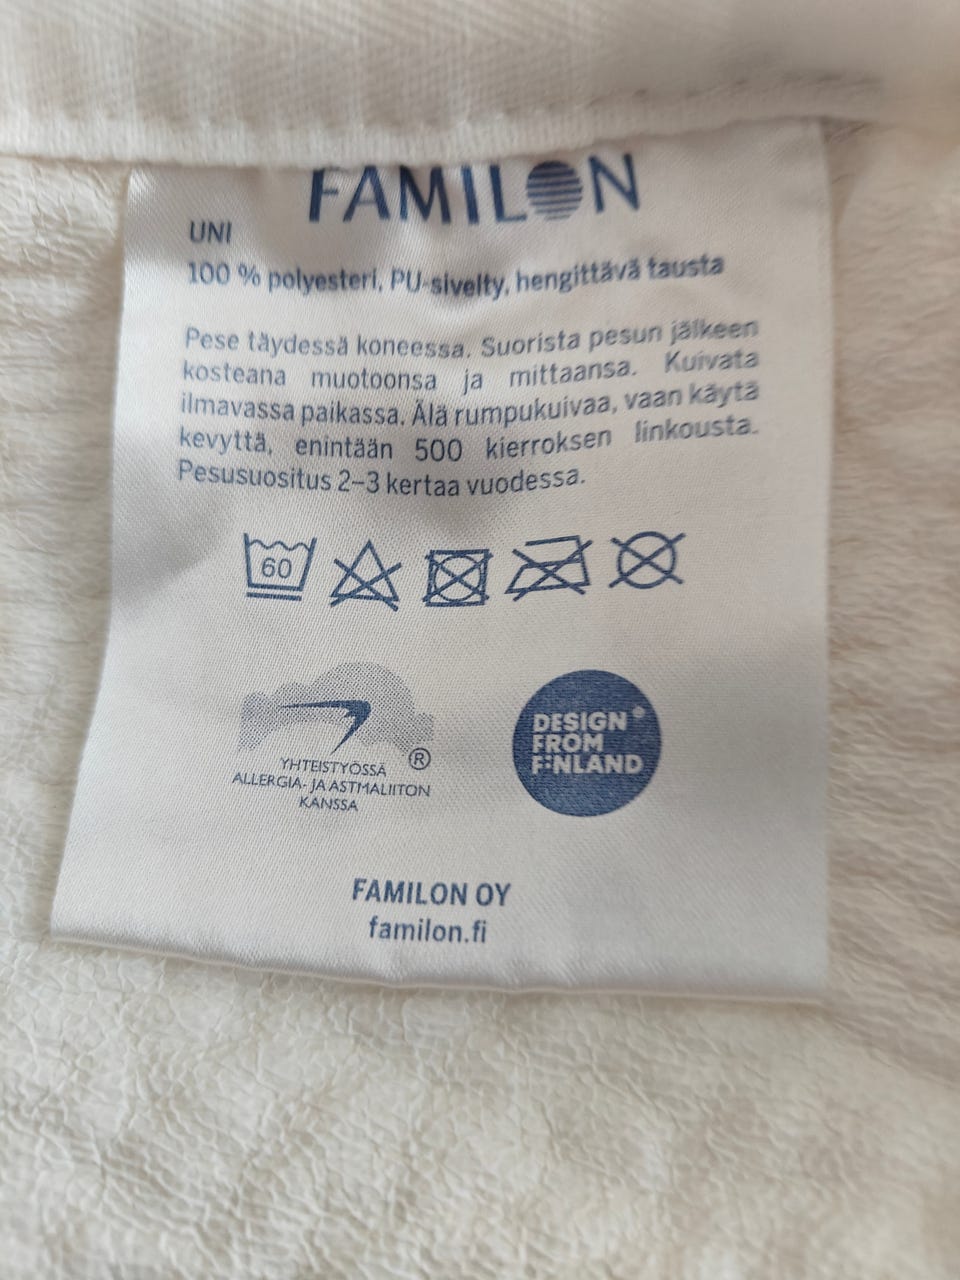 FAMILON
UNI
100 % polyesteri, PU-sivelty, hengittävä tausta
Pese täydessä koneessa. Suorista pesun jälkeen
kosteana muotoonsa ja mittaansa. Kuivata
ilmavassa paikassa. Älä rumpukuivaa, vaan käytä
kevyttä, enintään 500 kierroksen linkousta.
Pesusuositus 2–3 kertaa vuodessa.
60
YHTEISTYÖSSÄ ®
ALLERGIA- JA ASTMALIITON
KANSSA
DESIGN
FROM
FINLAND
FAMILON OY
familon.fi